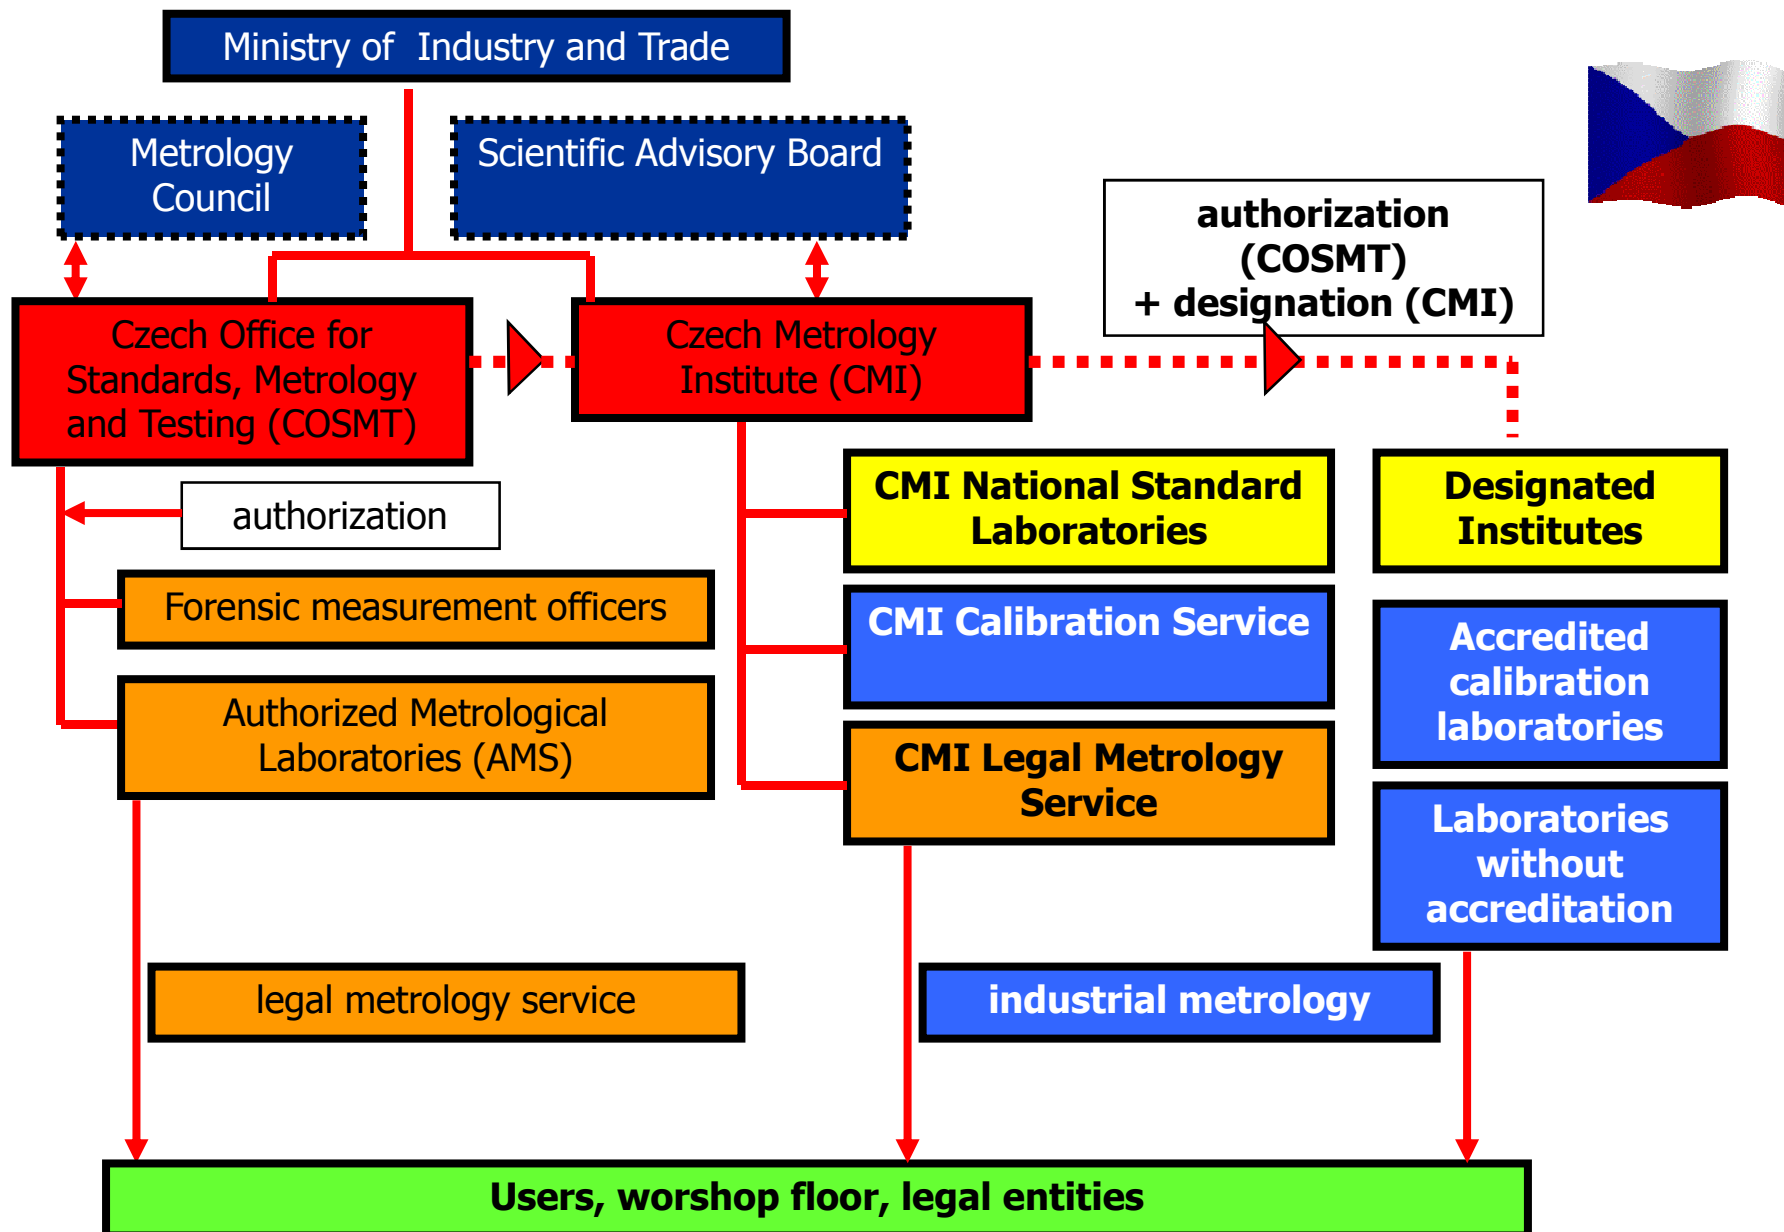 Ministry of Industry and Trade
Metrology
Council
Scientific Advisory Board
authorization
(COSMT)
+ designation (CMI)
Czech Office for
Standards, Metrology
and Testing (COSMT)
Czech Metrology
Institute (CMI)
authorization
Forensic measurement officers
Authorized Metrological
Laboratories (AMS)
CMI National Standard
Laboratories
CMI Calibration Service
CMI Legal Metrology
Service
Designated
Institutes
Accredited
calibration
laboratories
Laboratories
without
accreditation
legal metrology service
industrial metrology
Users, worshop floor, legal entities